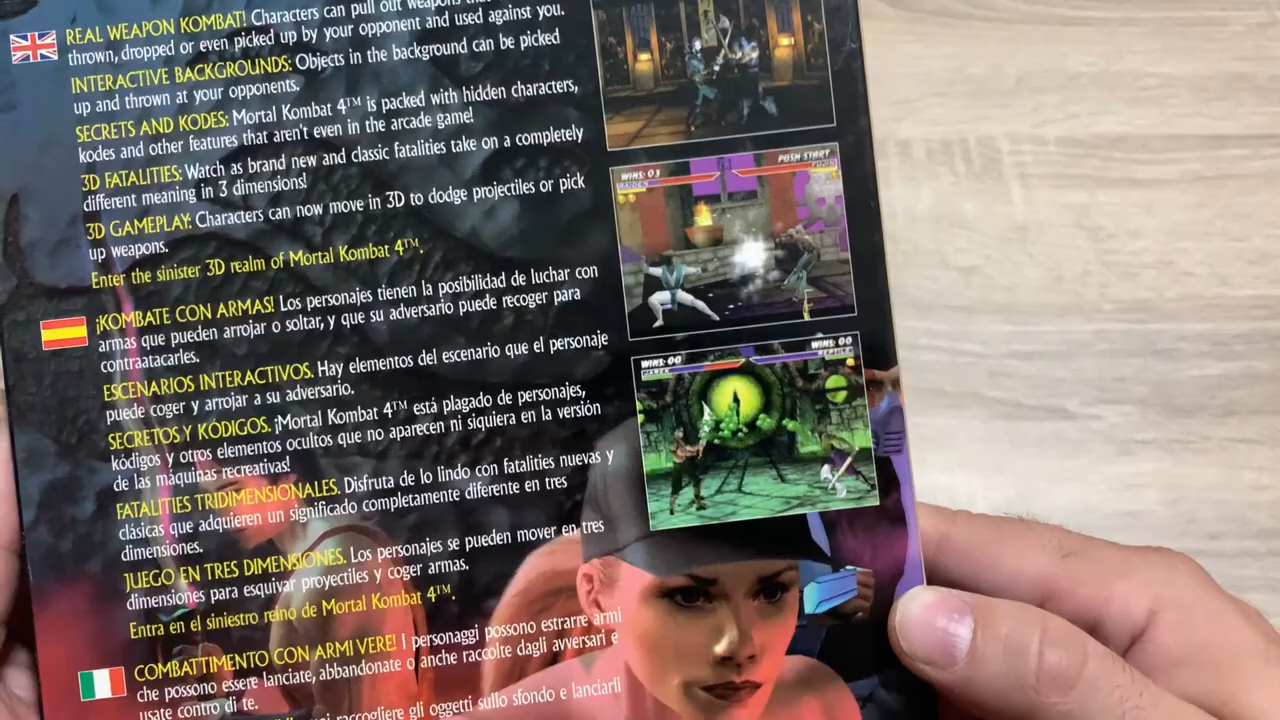 REAL WEAPON KOMBAT! Characters can pull out weapons
thrown, dropped or even picked up by your opponent and used against you.
INTERACTIVE BACKGROUNDS: Objects in the background can be picked
up and thrown at your opponents.
SECRETS AND KODES: Mortal Kombat 4™ is packed with hidden characters,
kodes and other features that aren't even in the arcade game!
3D FATALITIES: Watch as brand new and classic fatalities take on a completely
different meaning in 3 dimensions!
3D GAMEPLAY: Characters can now move in 3D to dodge projectiles or pick
up weapons.
Enter the sinister 3D realm of Mortal Kombat 4™.
¡KOMBATE CON ARMAS! Los personajes tienen la posibilidad de luchar con
armas que pueden arrojar o soltar, y que su adversario puede recoger para
contraatacarles.
ESCENARIOS INTERACTIVOS. Hay elementos del escenario que el personaje
puede coger y arrojar a su adversario.
SECRETOS Y KÓDIGOS. ¡Mortal Kombat 4™ está plagado de personajes,
kódigos y otros elementos ocultos que no aparecen ni siquiera en la versión
de las máquinas recreativas!
FATALITIES TRIDIMENSIONALES. Disfruta de lo lindo con fatalities nuevas y
clásicas que adquieren un significado completamente diferente en tres
dimensiones.
JUEGO EN TRES DIMENSIONES. Los personajes se pueden mover en tres
dimensiones para esquivar proyectiles y coger armas.
Entra en el siniestro reino de Mortal Kombat 4™.
COMBATTIMENTO CON ARMI VERE! I personaggi possono estrarre armi
che possono essere lanciate, abbandonate o anche raccolte dagli avversari e
usate contro di te.
raccogliere gli oggetti sullo sfondo e lanciarli
PUSH START
WINS: 03
RAIDEN
FUJIN
WINS: 00
WINS: 00
JAREK
REPTILE